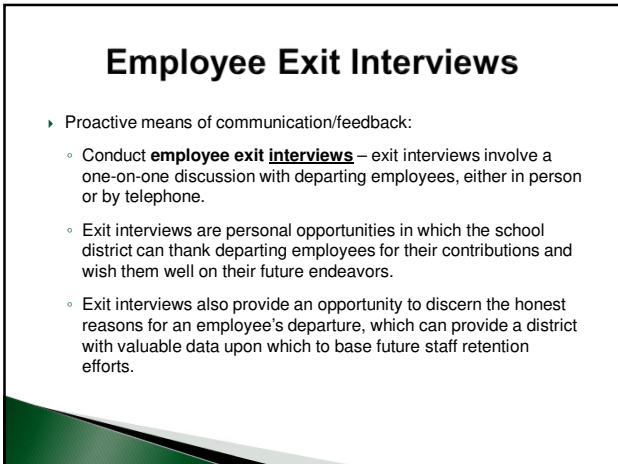 Employee Exit Interviews
Proactive means of communication/feedback:
Conduct employee exit interviews – exit interviews involve a
one-on-one discussion with departing employees, either in person
or by telephone.
Exit interviews are personal opportunities in which the school
district can thank departing employees for their contributions and
wish them well on their future endeavors.
Exit interviews also provide an opportunity to discern the honest
reasons for an employee's departure, which can provide a district
with valuable data upon which to base future staff retention
efforts.